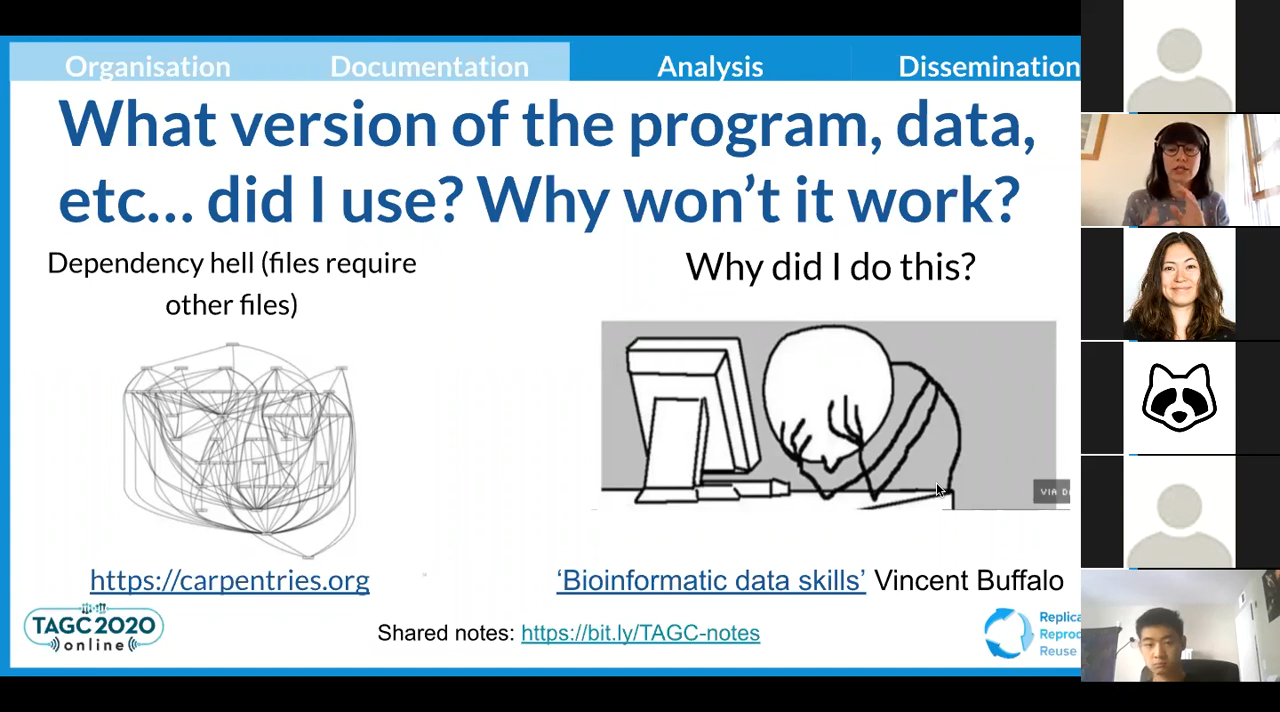 Organisation Documentation Analysis Dissemination
What version of the program, data,
etc... did I use? Why won't it work?
Dependency hell (files require
other files)
Why did I do this?
VIA
https://carpentries.org
'Bioinformatic data skills' Vincent Buffalo
TAGC 2020
online
Shared notes: https://bit.ly/TAGC-notes
Replica
Reprod
Reuse